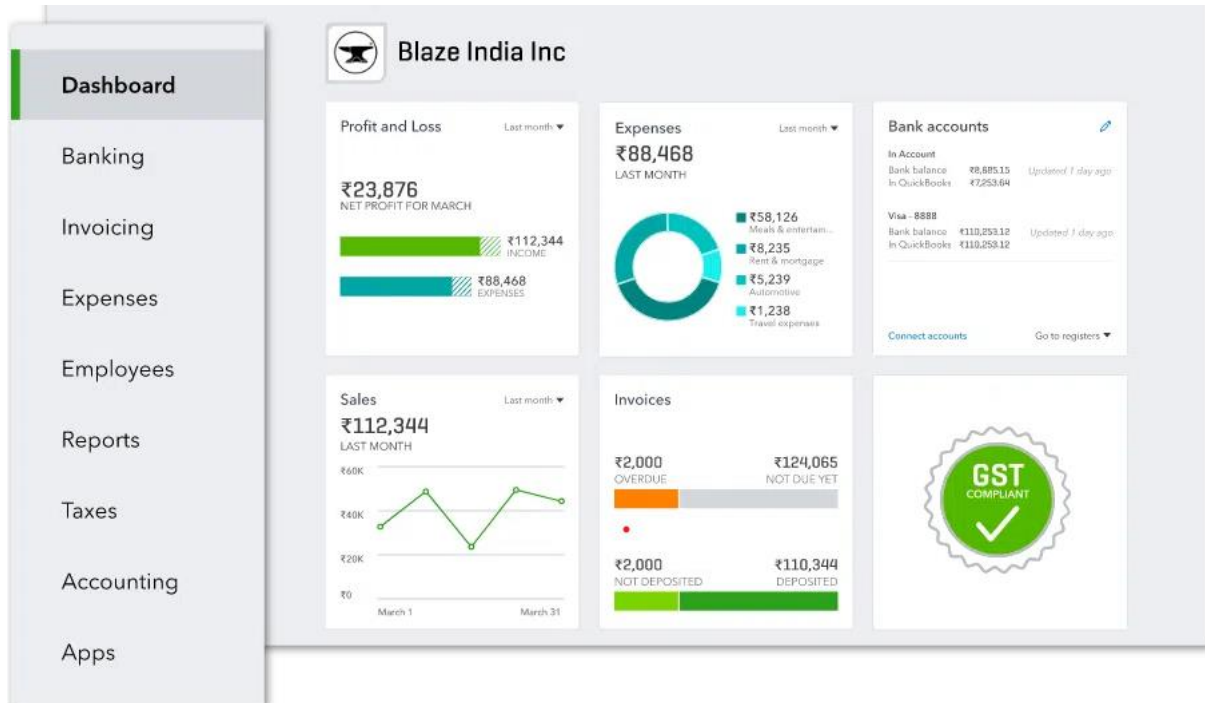 Dashboard
Banking
Invoicing
Expenses
Employees
Reports
Taxes
Accounting
Apps
Blaze India Inc
Profit and Loss Last month
₹23,876
NET PROFIT FOR MARCH
₹112,344
INCOME
₹88,468
EXPENSES
Expenses Last month
₹88,468
LAST MONTH
₹58,126
Meals & entertain...
₹8,235
Rent & mortgage
₹5,239
Automotive
₹1,238
Travel expenses
Bank accounts
In Account
Bank balance ₹8,685.15 Updated 1 day ago
In QuickBooks ₹7,253.64
Visa - 8888
Bank balance ₹110,253.12 Updated 1 day ago
In QuickBooks ₹110,253.12
Connect accounts Go to registers
Sales Last month
₹112,344
LAST MONTH
₹60K
₹40K
₹20K
₹0
March 1 March 31
Invoices
₹2,000 ₹124,065
OVERDUE NOT DUE YET
₹2,000 ₹110,344
NOT DEPOSITED DEPOSITED
GST
COMPLIANT